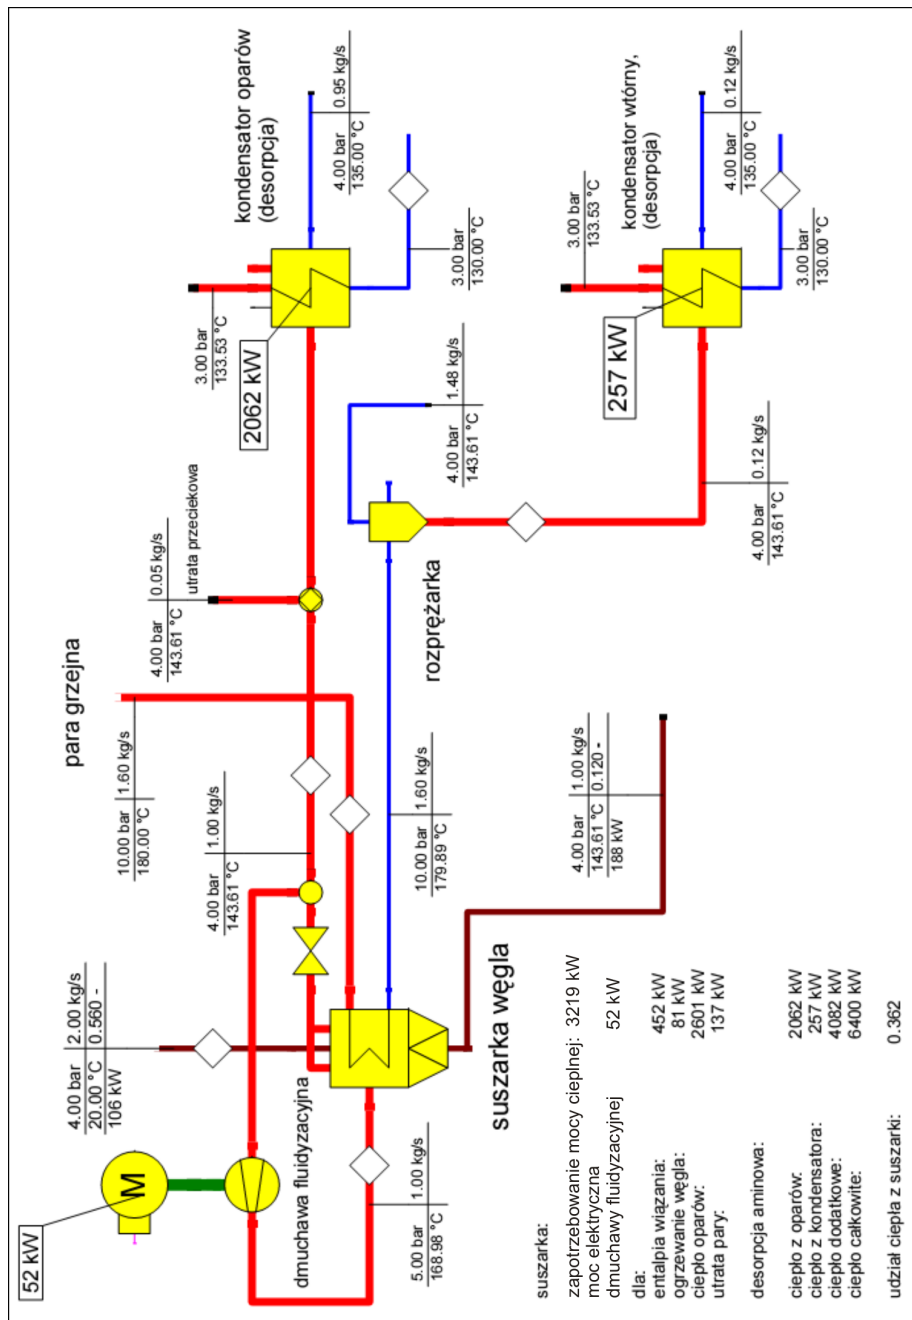 52 kW
M
4.00 bar 2.00 kg/s
20.00 °C 0.560 -
106 kW
para grzejna
10.00 bar 1.60 kg/s
180.00 °C
4.00 bar 0.05 kg/s
143.61 °C
utrata przeciekowa
3.00 bar
133.53 °C
2062 kW
kondensator oparów
(desorpcja)
4.00 bar 0.95 kg/s
135.00 °C
3.00 bar
130.00 °C
dmuchawa fluidyzacyjna
4.00 bar 1.00 kg/s
143.61 °C
5.00 bar 1.00 kg/s
168.98 °C
suszarka węgla
10.00 bar 1.60 kg/s
179.89 °C
rozprężarka
4.00 bar 1.48 kg/s
143.61 °C
3.00 bar
133.53 °C
257 kW
kondensator wtórny,
(desorpcja)
4.00 bar 0.12 kg/s
135.00 °C
3.00 bar
130.00 °C
4.00 bar 0.12 kg/s
143.61 °C
4.00 bar 1.00 kg/s
143.61 °C 0.120 -
188 kW
suszarka:
zapotrzebowanie mocy cieplnej: 3219 kW
moc elektryczna
dmuchawy fluidyzacyjnej 52 kW
dla:
entalpia wiązania: 452 kW
ogrzewanie węgla: 81 kW
ciepło oparów: 2601 kW
utrata pary: 137 kW
desorpcja aminowa:
ciepło z oparów: 2062 kW
ciepło z kondensatora: 257 kW
ciepło dodatkowe: 4082 kW
ciepło całkowite: 6400 kW
udział ciepła z suszarki: 0.362